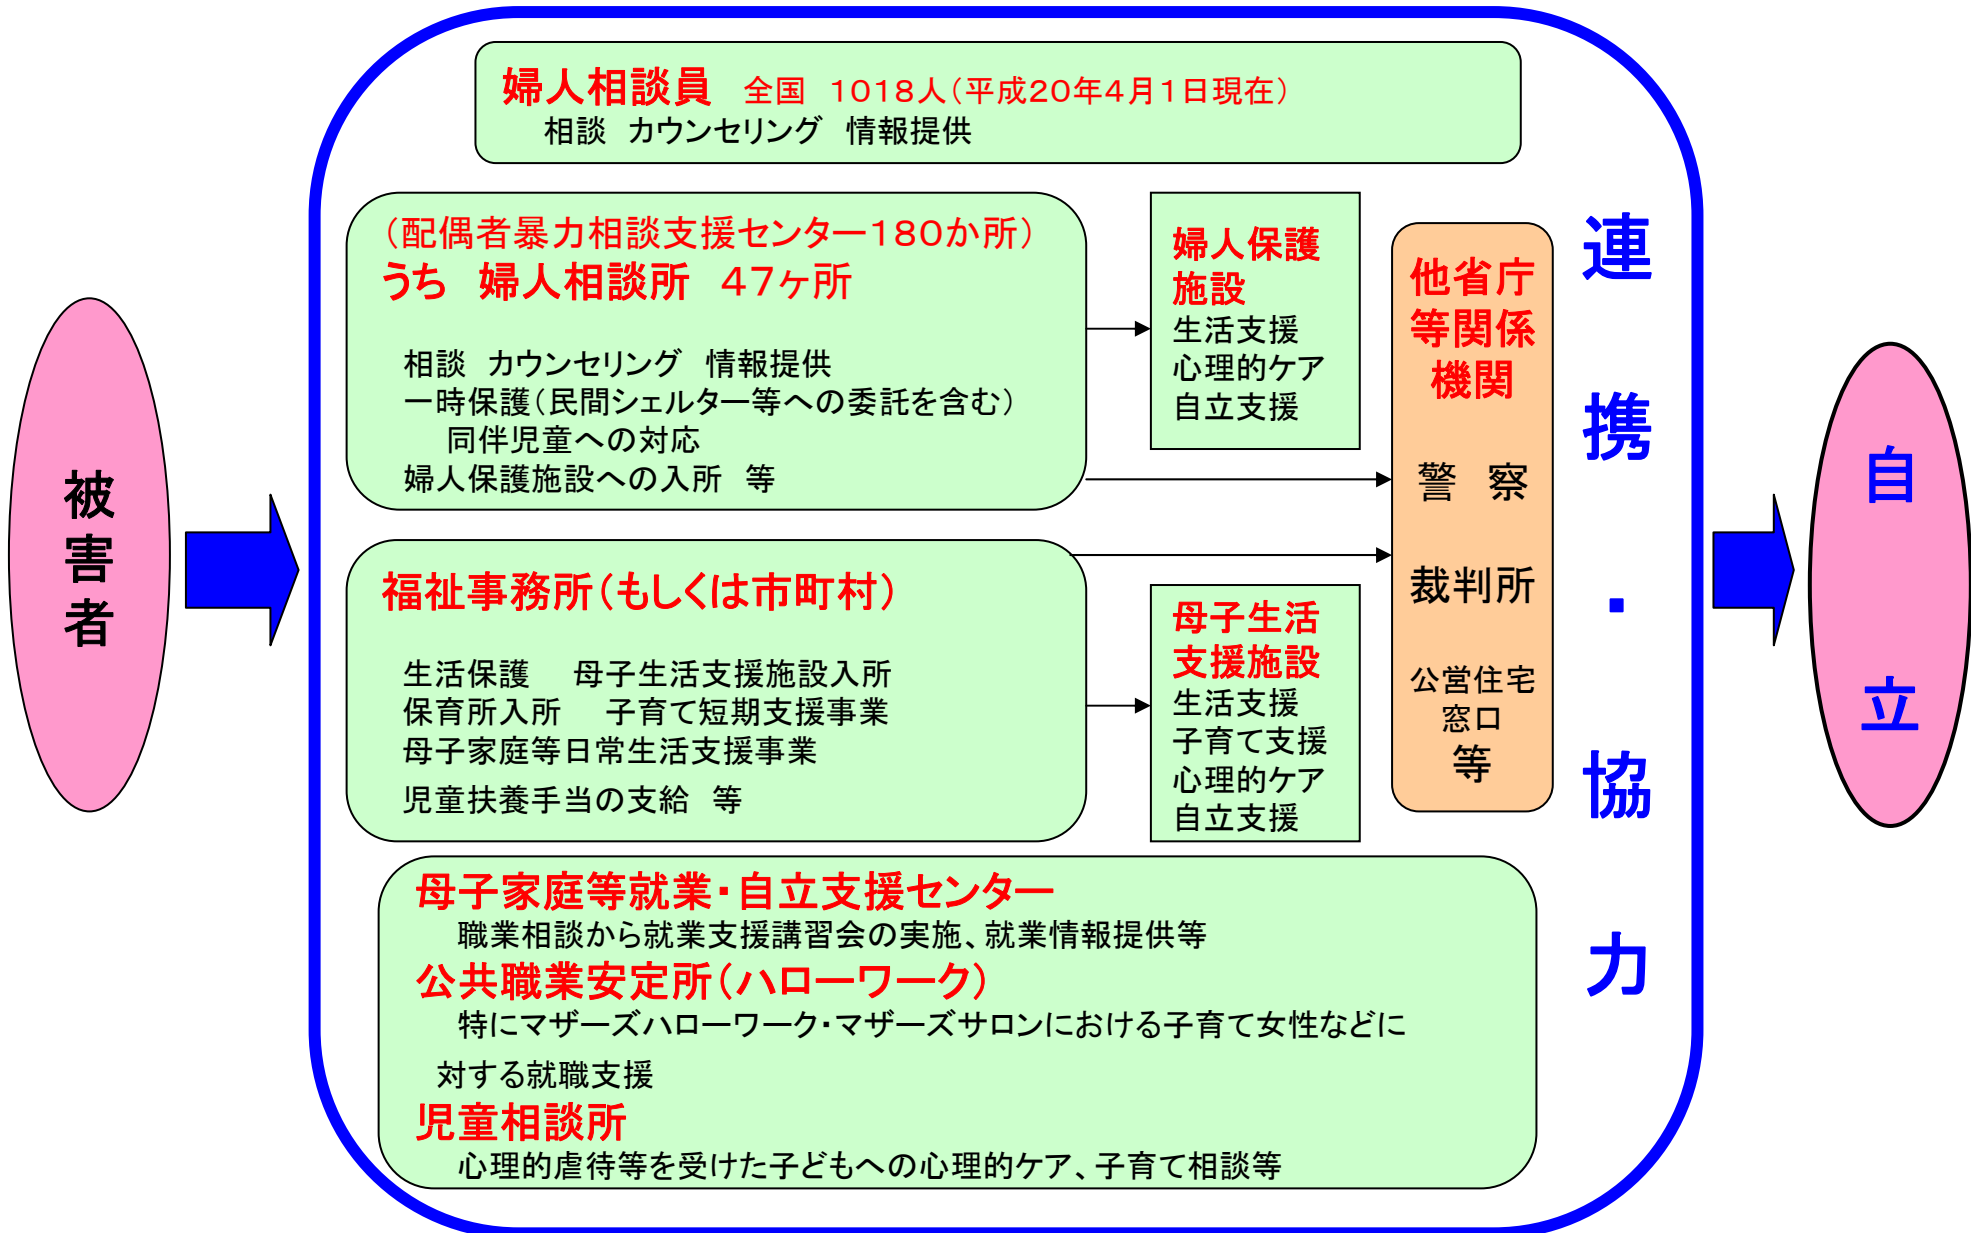 被害者
婦人相談員　全国　1018人（平成20年4月1日現在）
相談　カウンセリング　情報提供
（配偶者暴力相談支援センター180か所）
うち　婦人相談所　47ヶ所
相談　カウンセリング　情報提供
一時保護（民間シェルター等への委託を含む）
同伴児童への対応
婦人保護施設への入所　等
婦人保護
施設
生活支援
心理的ケア
自立支援
福祉事務所（もしくは市町村）
生活保護　母子生活支援施設入所
保育所入所　子育て短期支援事業
母子家庭等日常生活支援事業
児童扶養手当の支給　等
母子生活
支援施設
生活支援
子育て支援
心理的ケア
自立支援
他省庁
等関係
機関
警　察
裁判所
公営住宅
窓口
等
母子家庭等就業・自立支援センター
職業相談から就業支援講習会の実施、就業情報提供等
公共職業安定所（ハローワーク）
特にマザーズハローワーク・マザーズサロンにおける子育て女性などに
対する就職支援
児童相談所
心理的虐待等を受けた子どもへの心理的ケア、子育て相談等
連携・協力
自立